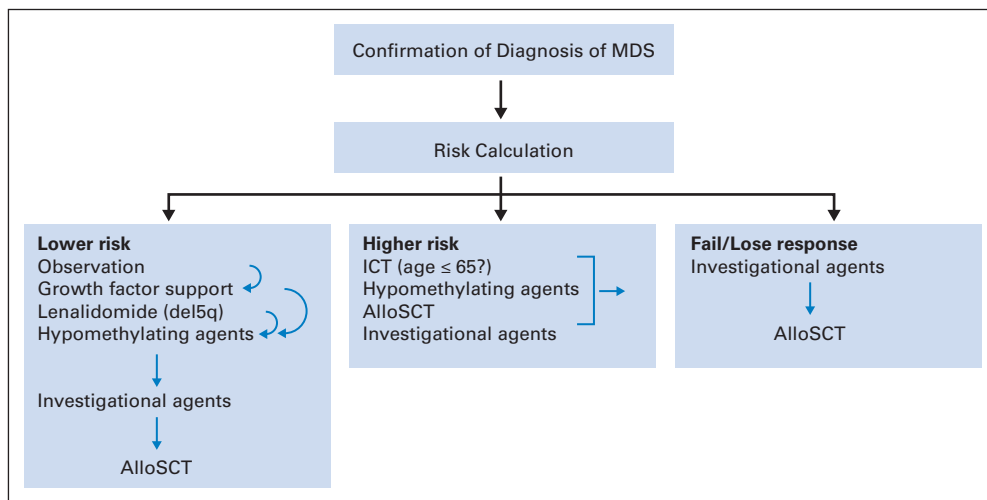 Confirmation of Diagnosis of MDS
Risk Calculation
Lower risk
Observation
Growth factor support
Lenalidomide (del5q)
Hypomethylating agents
Investigational agents
AlloSCT
Higher risk
ICT (age ≤ 65?)
Hypomethylating agents
AlloSCT
Investigational agents
Fail/Lose response
Investigational agents
AlloSCT